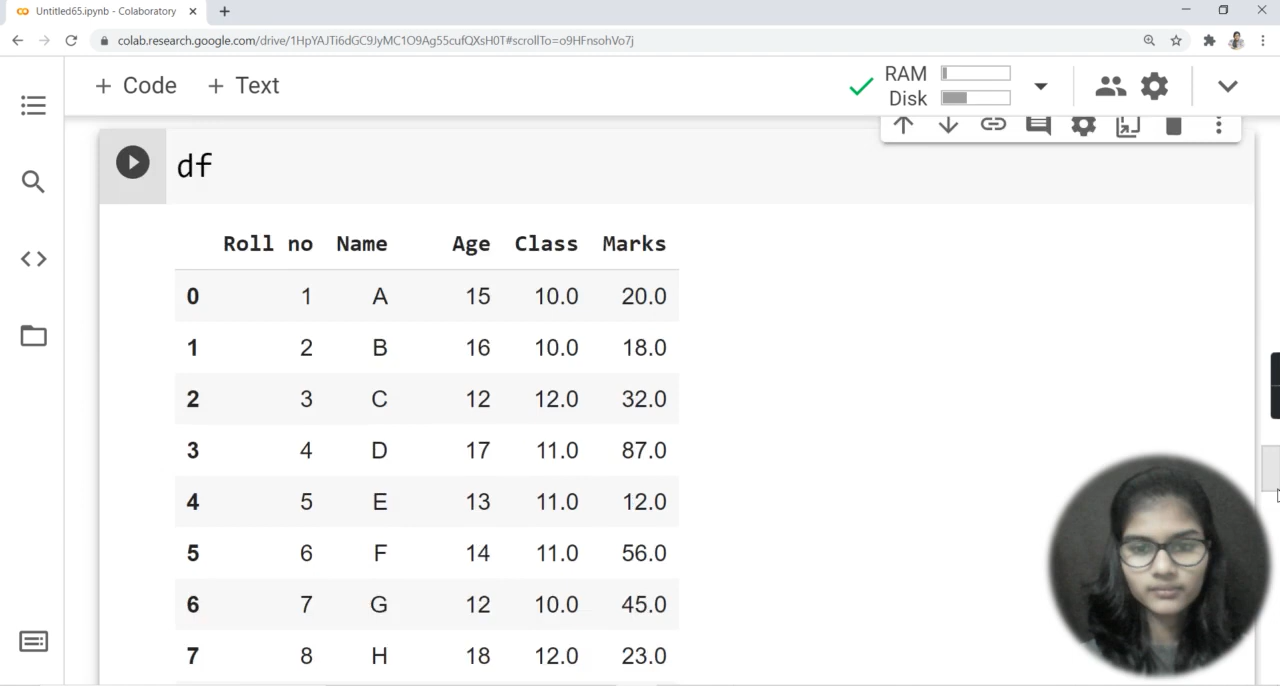 Untitled65.ipynb - Colaboratory
colab.research.google.com/drive/1HpYAJTi6dGC9JyMC1O9Ag55cufQXsH0T#scrollTo=o9HFnsohVo7j
+ Code + Text
RAM
Disk
df
Roll no Name Age Class Marks
0 1 A 15 10.0 20.0
1 2 B 16 10.0 18.0
2 3 C 12 12.0 32.0
3 4 D 17 11.0 87.0
4 5 E 13 11.0 12.0
5 6 F 14 11.0 56.0
6 7 G 12 10.0 45.0
7 8 H 18 12.0 23.0